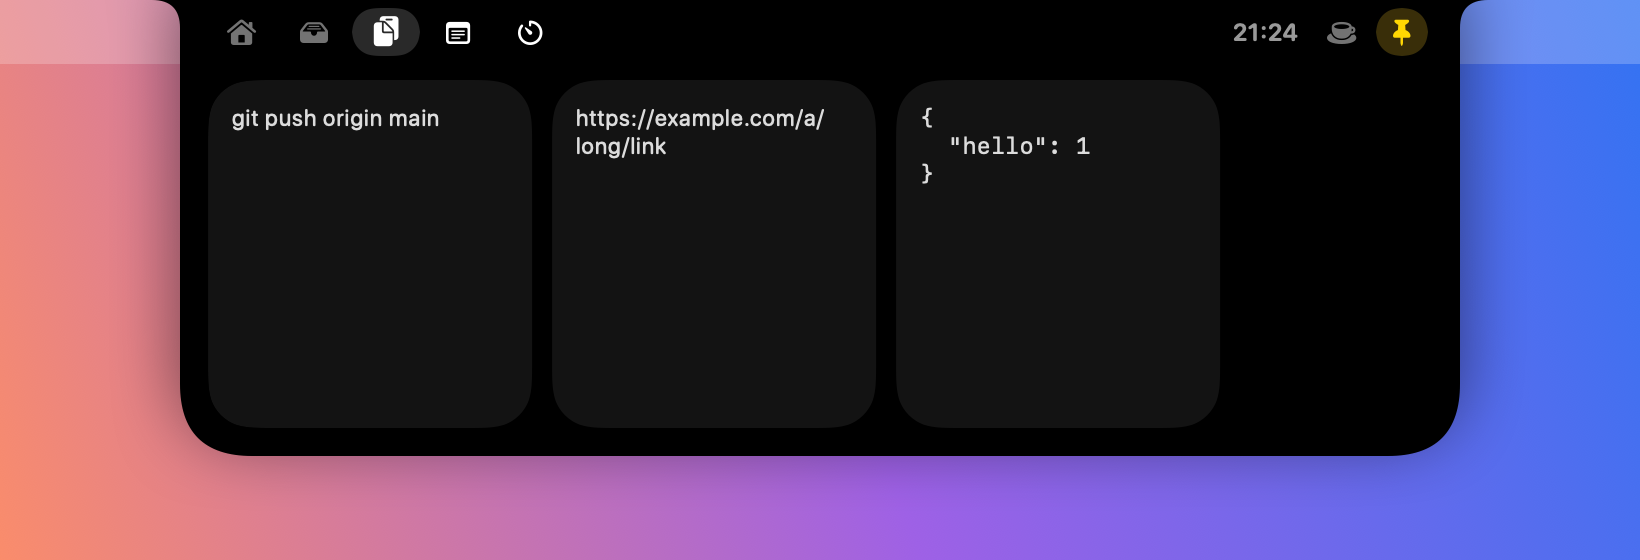 21:24
git push origin main
https://example.com/a/
long/link
{
  "hello": 1
}